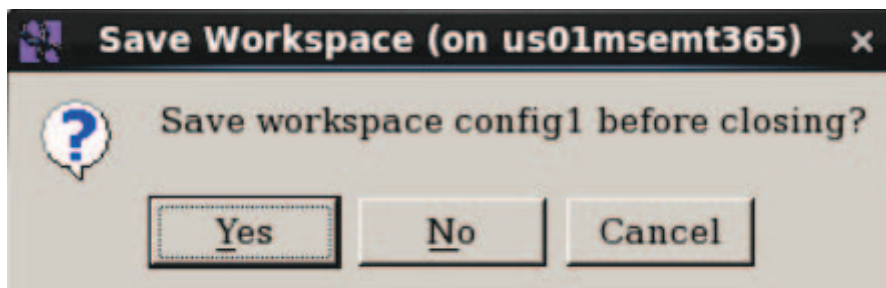 Save Workspace (on us01msemt365) ×
Save workspace config1 before closing?
Yes No Cancel